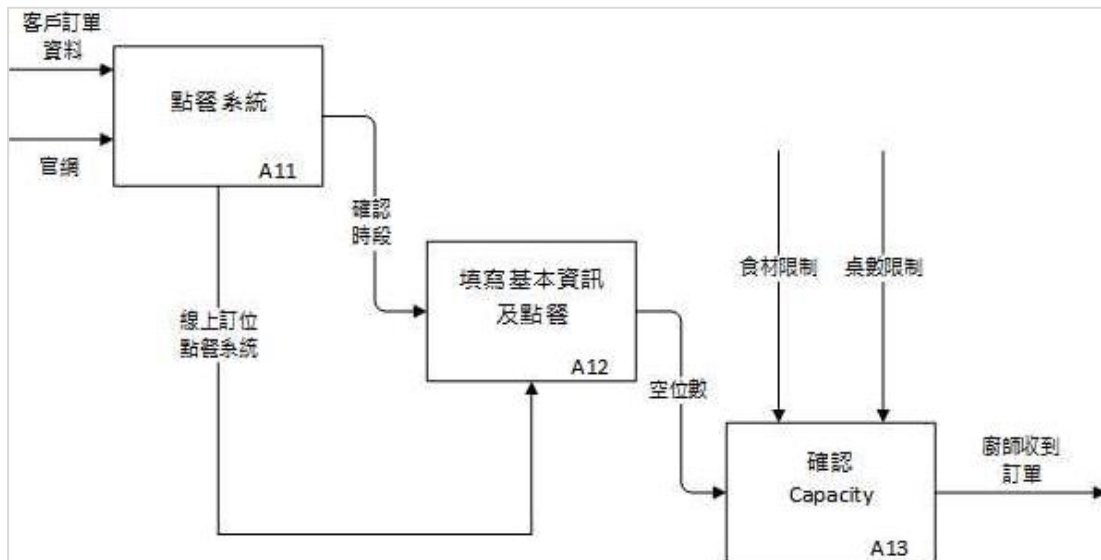 客戶訂單
資料
點餐系統
官網
A11
確認
時段
填寫基本資訊
及點餐
A12
線上訂位
點餐系統
食材限制
桌數限制
空位數
確認
Capacity
A13
廚師收到
訂單